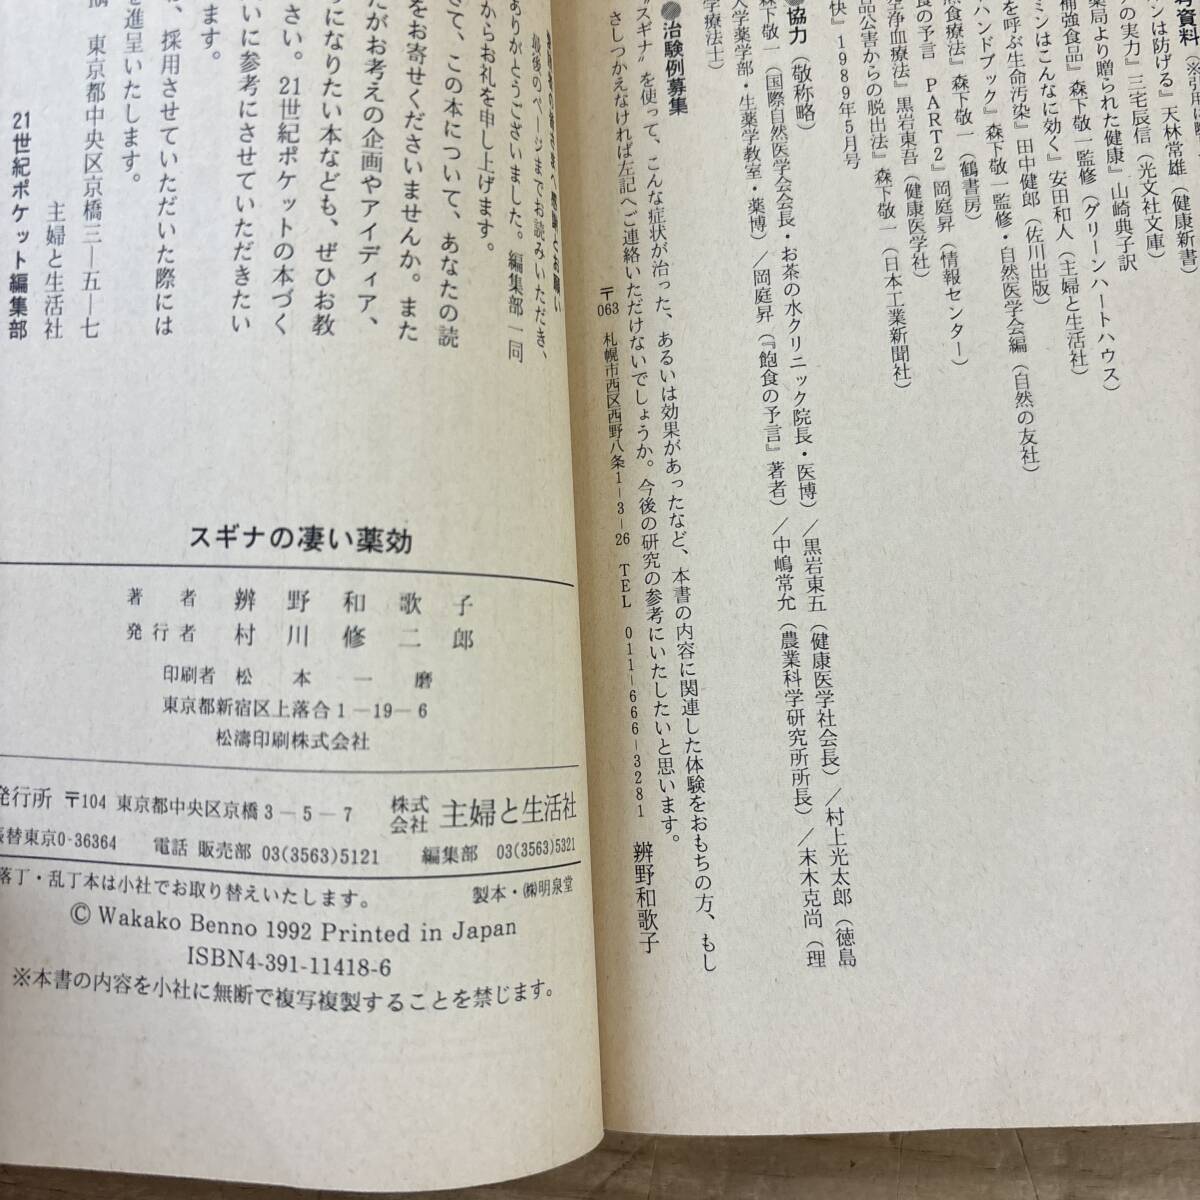 考資料
ンは防げる』天林常雄（健康新書）
の実力』三宅辰信（光文社文庫）
薬局より贈られた健康』山崎典子訳
補強食品』森下敬一監修（グリーンハートハウス）
ミンはこんなに効く』安田和人（主婦と生活社）
を呼ぶ生命汚染』田中健郎（佐川出版）
ハンドブック』森下敬一監修・自然医学会編（自然の友社）
然食療法』森下敬一（鶴書房）
食の予言　PART2』岡庭昇（情報センター）
浄血療法』黒岩東吾（健康医学社）
品公害からの脱出法』森下敬一（日本工業新聞社）
快』1989年5月号
●協力（敬称略）
森下敬一（国際自然医学会会長・お茶の水クリニック院長・医博）／黒岩東五（健康医学社会長）／村上光太郎（徳島
大学薬学部・生薬学教室・薬博）／岡庭昇（『飽食の予言』著者）／中嶋常允（農業科学研究所所長）／末木克尚（理
学療法士）
●治験例募集
〝スギナ〟を使って、こんな症状が治った、あるいは効果があったなど、本書の内容に関連した体験をおもちの方、もし
さしつかえなければ左記へご連絡いただけないでしょうか。今後の研究の参考にいたしたいと思います。
〒063　札幌市西区西野八条1－3－26　TEL　011－666－3281　辨野和歌子
最後のページまでお読みいただき、
ありがとうございました。編集部一同
からお礼を申し上げます。
さて、この本について、あなたの読
をお寄せくださいませんか。また
たがお考えの企画やアイディア、
りになりたい本なども、ぜひお教
さい。21世紀ポケットの本づく
いに参考にさせていただきたい
ます。
、採用させていただいた際には
を進呈いたします。
東京都中央区京橋三―五―七
主婦と生活社
21世紀ポケット編集部
スギナの凄い薬効
著者　辨野和歌子
発行者　村川修二郎
印刷者　松本一磨
東京都新宿区上落合1－19－6
松濤印刷株式会社
発行所　〒104　東京都中央区京橋3－5－7　株式会社　主婦と生活社
振替東京0-36364　電話　販売部　03(3563)5121　編集部　03(3563)5321
落丁・乱丁本は小社でお取り替えいたします。　製本・㈱明泉堂
© Wakako Benno 1992 Printed in Japan
ISBN4-391-11418-6
※本書の内容を小社に無断で複写複製することを禁じます。